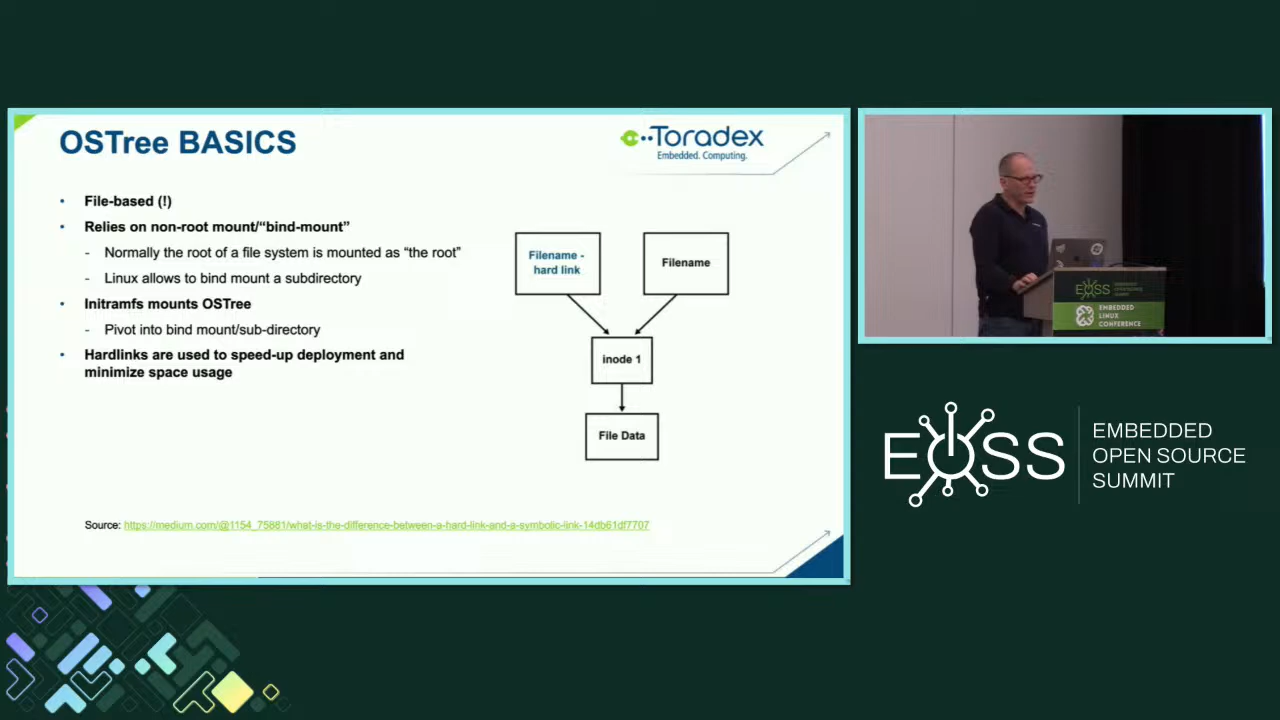 OSTree BASICS
Toradex
Embedded. Computing.
• File-based (!)
• Relies on non-root mount/“bind-mount”
- Normally the root of a file system is mounted as “the root”
- Linux allows to bind mount a subdirectory
• Initramfs mounts OSTree
- Pivot into bind mount/sub-directory
• Hardlinks are used to speed-up deployment and
minimize space usage
Filename -
hard link
Filename
inode 1
File Data
Source: https://medium.com/@1154_75881/what-is-the-difference-between-a-hard-link-and-a-symbolic-link-14db61df7707
EOSS
EMBEDDED
LINUX
CONFERENCE
EOSS
EMBEDDED
OPEN SOURCE
SUMMIT